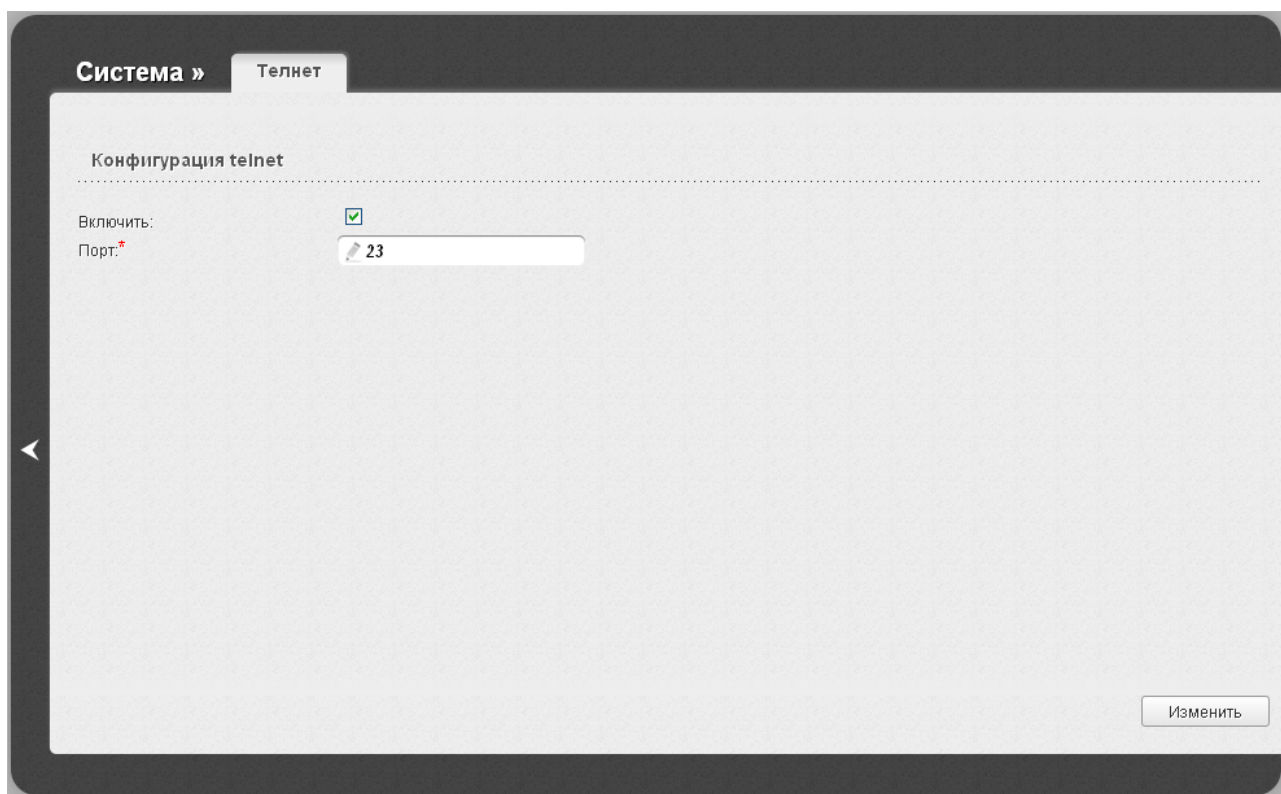 Система »
Телнет
Конфигурация telnet
Включить:
Порт:*
23
Изменить